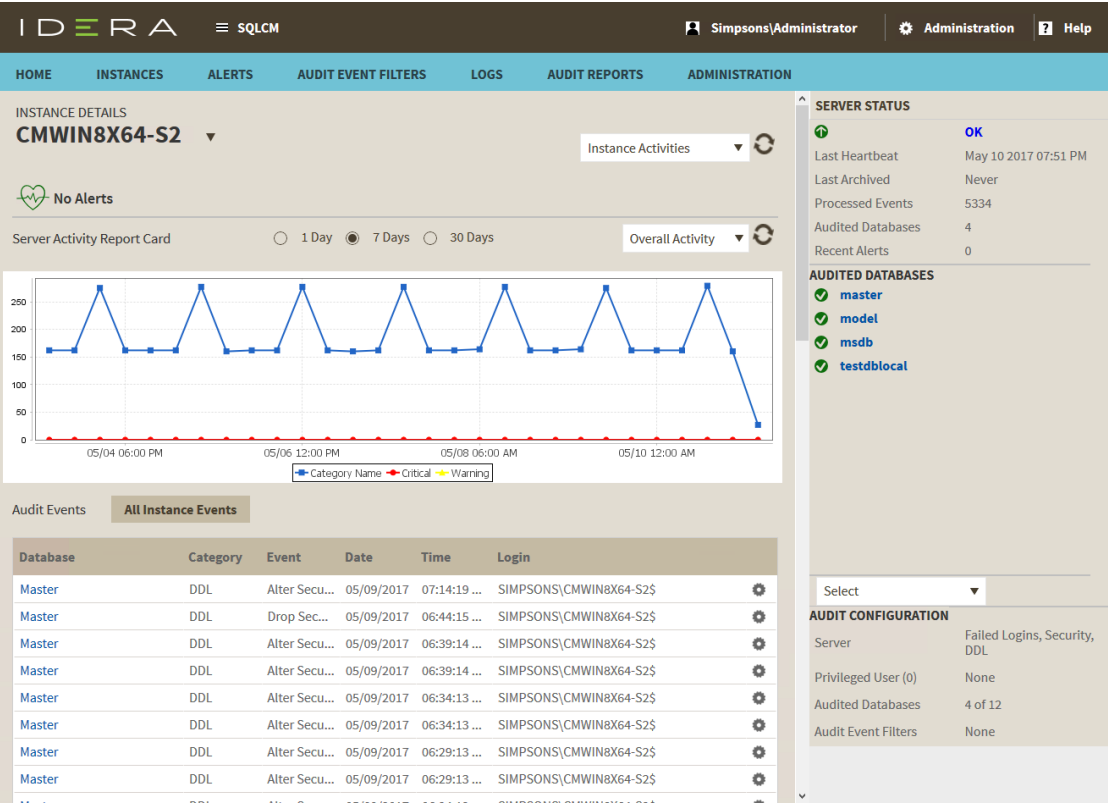 IDERA SQLCM Simpsons\Administrator Administration ? Help
HOME INSTANCES ALERTS AUDIT EVENT FILTERS LOGS AUDIT REPORTS ADMINISTRATION
INSTANCE DETAILS
CMWIN8X64-S2
Instance Activities
No Alerts
Server Activity Report Card 1 Day 7 Days 30 Days Overall Activity
250
200
150
100
50
0
05/04 06:00 PM 05/06 12:00 PM 05/08 06:00 AM 05/10 12:00 AM
Category Name Critical Warning
Audit Events All Instance Events
Database Category Event Date Time Login
Master DDL Alter Secu... 05/09/2017 07:14:19 ... SIMPSONS\CMWIN8X64-S2$
Master DDL Drop Sec... 05/09/2017 06:44:15 ... SIMPSONS\CMWIN8X64-S2$
Master DDL Alter Secu... 05/09/2017 06:39:14 ... SIMPSONS\CMWIN8X64-S2$
Master DDL Alter Secu... 05/09/2017 06:39:14 ... SIMPSONS\CMWIN8X64-S2$
Master DDL Alter Secu... 05/09/2017 06:34:13 ... SIMPSONS\CMWIN8X64-S2$
Master DDL Alter Secu... 05/09/2017 06:34:13 ... SIMPSONS\CMWIN8X64-S2$
Master DDL Alter Secu... 05/09/2017 06:29:13 ... SIMPSONS\CMWIN8X64-S2$
Master DDL Alter Secu... 05/09/2017 06:29:13 ... SIMPSONS\CMWIN8X64-S2$
SERVER STATUS
OK
Last Heartbeat May 10 2017 07:51 PM
Last Archived Never
Processed Events 5334
Audited Databases 4
Recent Alerts 0
AUDITED DATABASES
master
model
msdb
testdblocal
Select
AUDIT CONFIGURATION
Server Failed Logins, Security,
DDL
Privileged User (0) None
Audited Databases 4 of 12
Audit Event Filters None